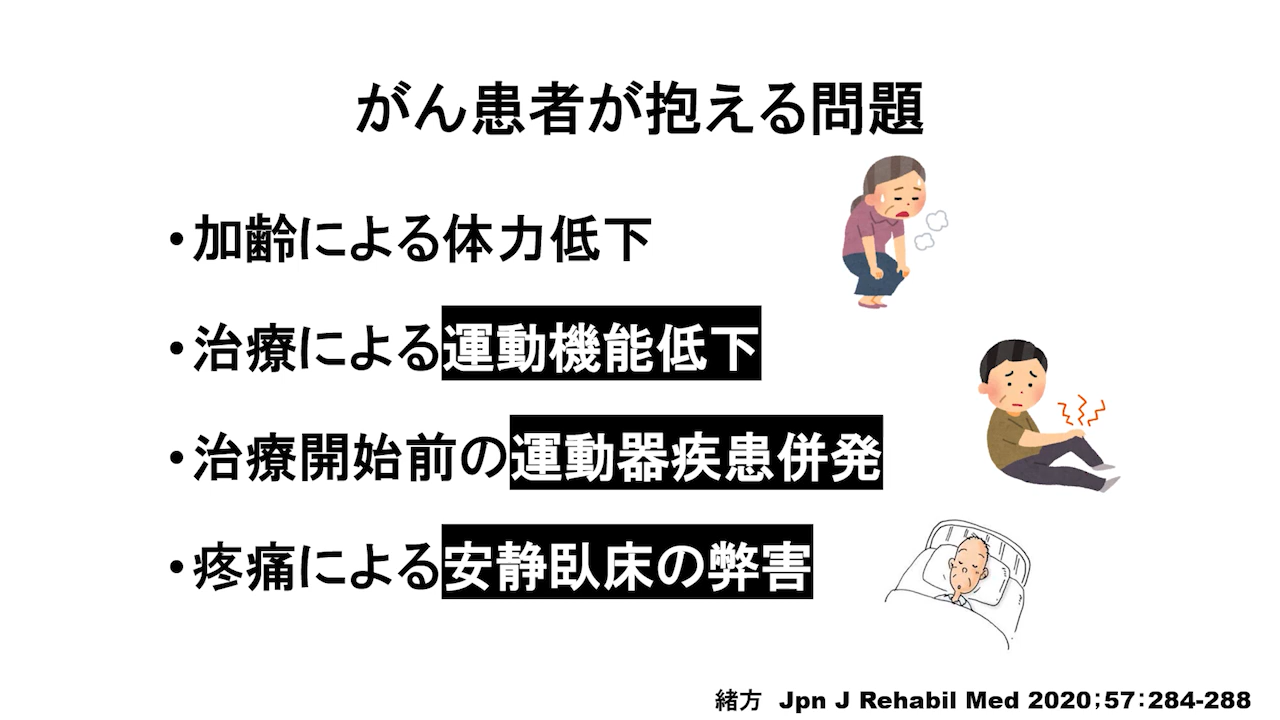 がん患者が抱える問題
・加齢による体力低下
・治療による運動機能低下
・治療開始前の運動器疾患併発
・疼痛による安静臥床の弊害
緒方 Jpn J Rehabil Med 2020;57:284-288